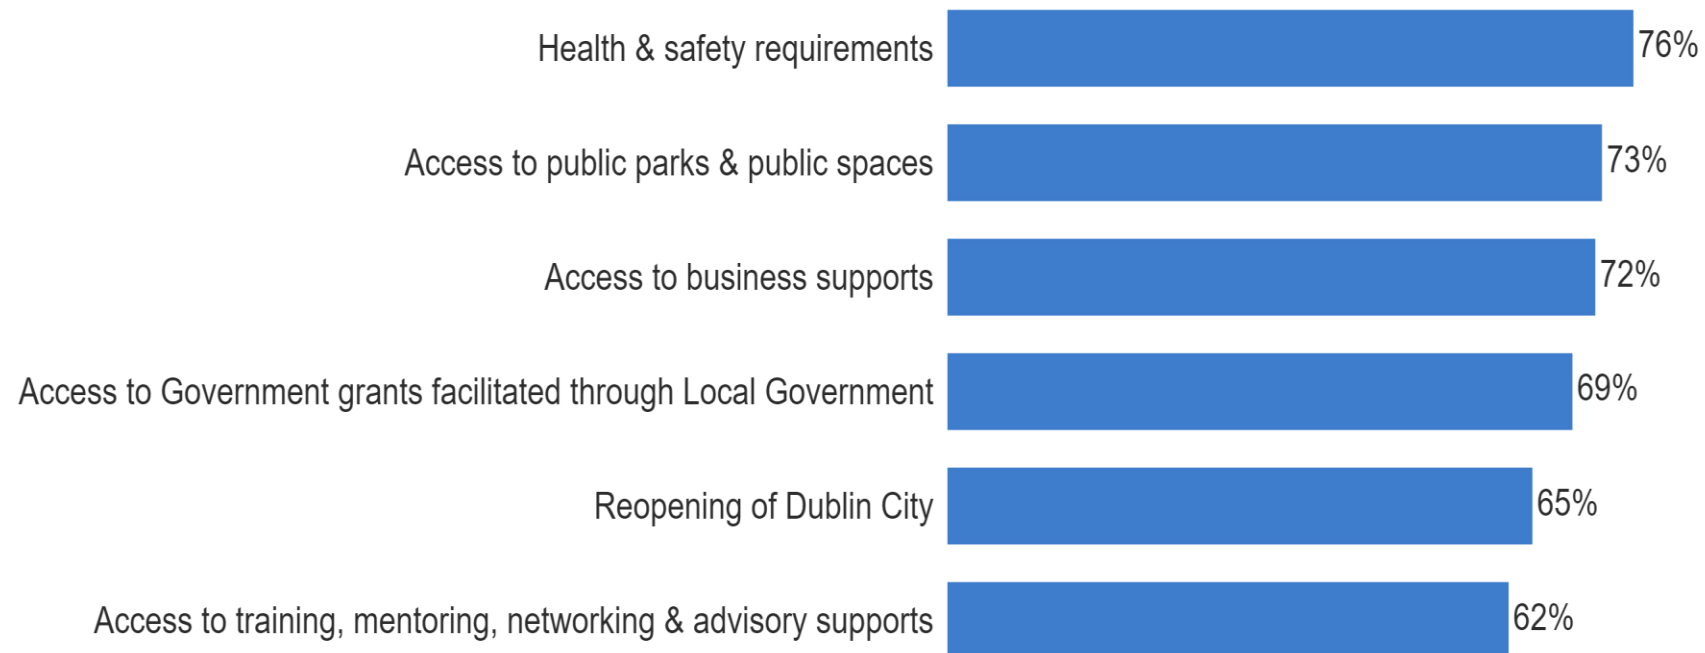 Health & safety requirements 76%
Access to public parks & public spaces 73%
Access to business supports 72%
Access to Government grants facilitated through Local Government 69%
Reopening of Dublin City 65%
Access to training, mentoring, networking & advisory supports 62%